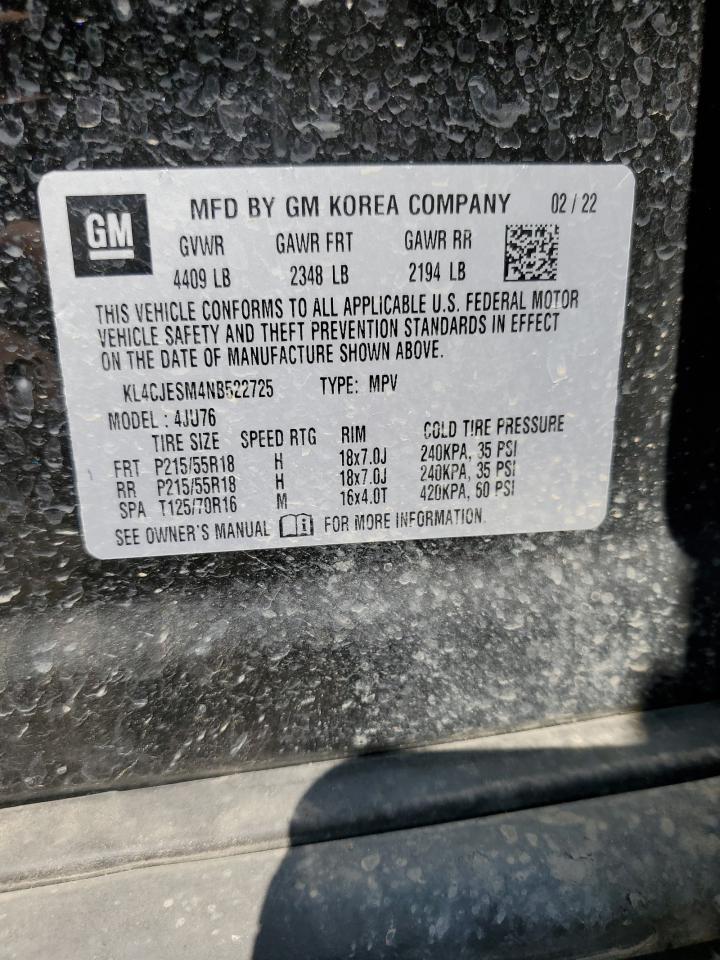 GM MFD BY GM KOREA COMPANY 02 / 22
GVWR GAWR FRT GAWR RR
4409 LB 2348 LB 2194 LB
THIS VEHICLE CONFORMS TO ALL APPLICABLE U.S. FEDERAL MOTOR
VEHICLE SAFETY AND THEFT PREVENTION STANDARDS IN EFFECT
ON THE DATE OF MANUFACTURE SHOWN ABOVE.
KL4CJESM4NB522725 TYPE: MPV
MODEL : 4JU76
TIRE SIZE SPEED RTG RIM COLD TIRE PRESSURE
FRT P215/55R18 H 18x7.0J 240KPA, 35 PSI
RR P215/55R18 H 18x7.0J 240KPA, 35 PSI
SPA T125/70R16 M 16x4.0T 420KPA, 60 PSI
SEE OWNER'S MANUAL FOR MORE INFORMATION.